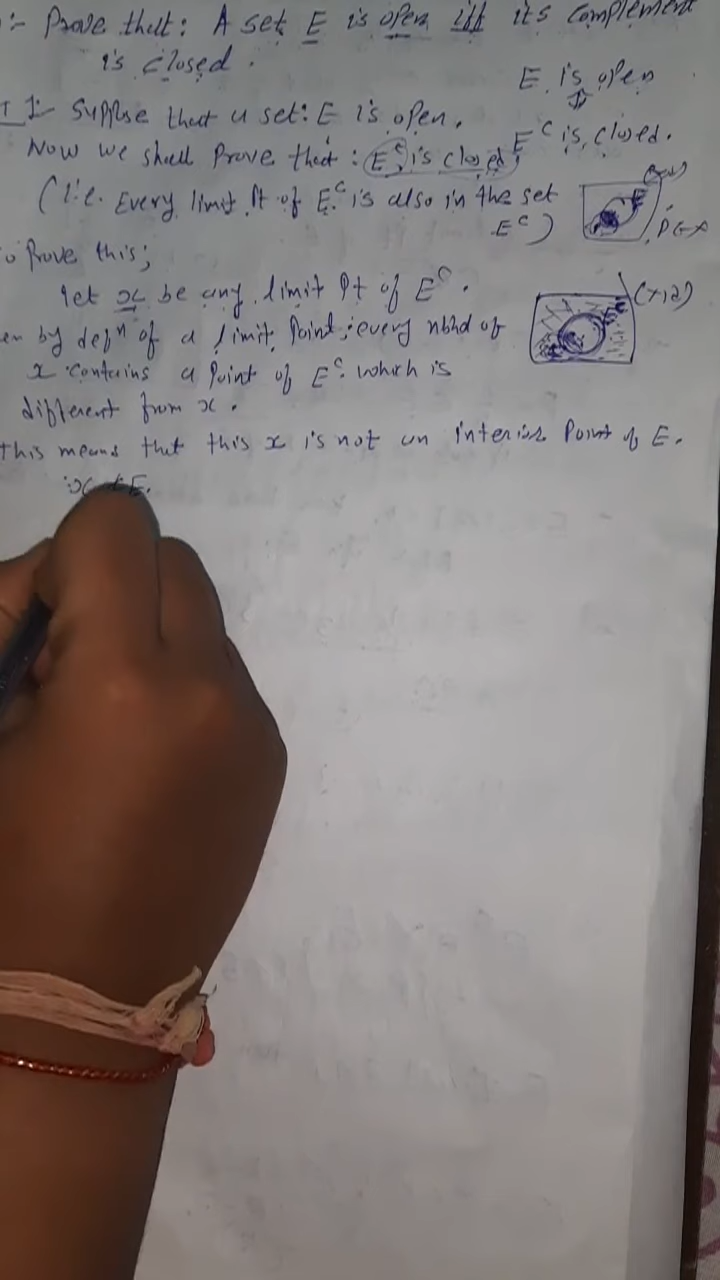 :- Prove that: A set E is open iff its complement
is closed.
E is open
⇕
E^c is closed.
T 1:- Suppose that a set: E is open.
Now we shall prove that: E^c is closed,
(i.e. Every limit Pt of E^c is also in the set
E^c)
(x,d)
P ∈ X
o prove this;
let x be any limit pt of E^c.
(x,d)
en by defn of a limit point; every nbhd of
x contains a point of E^c which is
different from x.
this means that this x is not an interior Point of E.
x E.